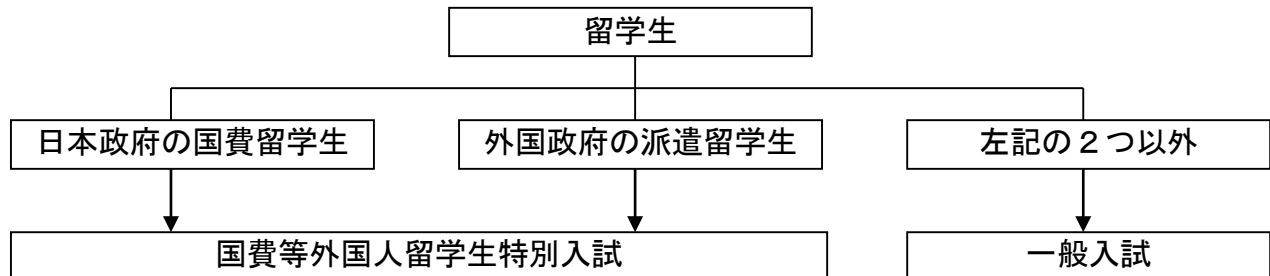 留学生
日本政府の国費留学生
外国政府の派遣留学生
左記の２つ以外
国費等外国人留学生特別入試
一般入試